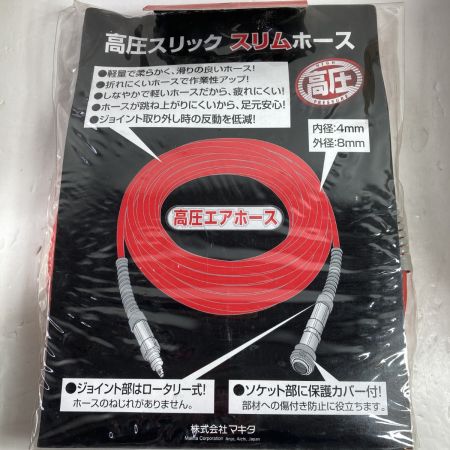 高圧スリック スリムホース
HIGH
高圧
PRESSURE
●軽量で柔らかく、滑りの良いホース!
●折れにくいホースで作業性アップ!
●しなやかで軽いホースだから、疲れにくい!
●ホースが跳ね上がりにくいから、足元安心!
●ジョイント取り外し時の反動を低減!
内径:4mm
外径:8mm
高圧エアホース
●ジョイント部はロータリー式!
ホースのねじれがありません。
●ソケット部に保護カバー付!
部材への傷付き防止に役立ちます。
株式会社マキタ
Makita Corporation Anjo, Aichi, Japan